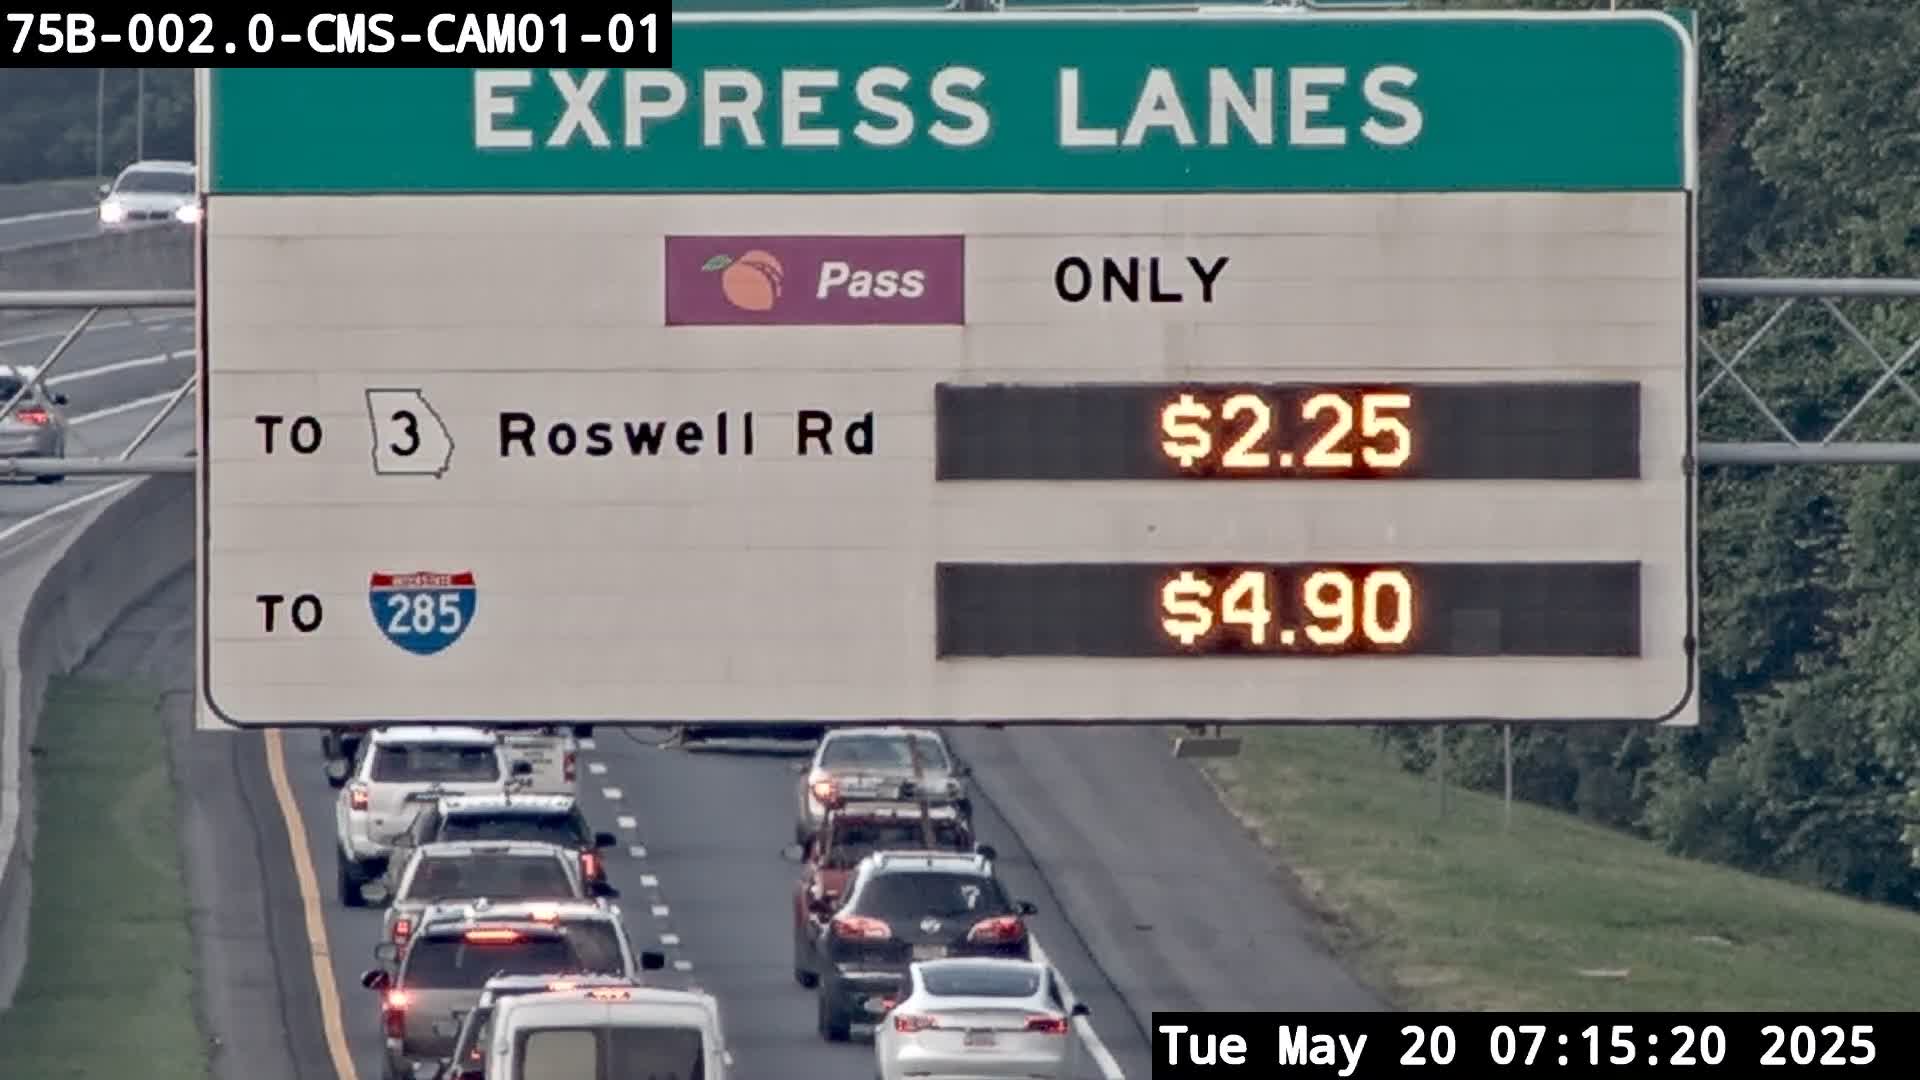 75B-002.0-CMS-CAM01-01
EXPRESS LANES
Pass ONLY
TO 3 Roswell Rd $2.25
INTERSTATE
TO 285 $4.90
Tue May 20 07:15:20 2025